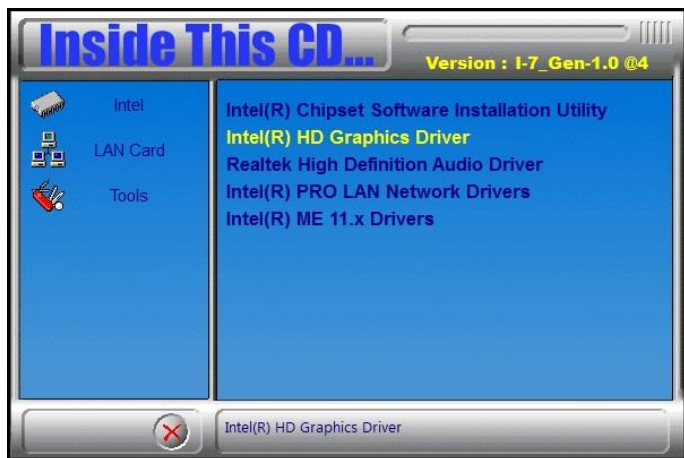 Inside This CD...
Version : I-7_Gen-1.0 @4
Intel
LAN Card
Tools
Intel(R) Chipset Software Installation Utility
Intel(R) HD Graphics Driver
Realtek High Definition Audio Driver
Intel(R) PRO LAN Network Drivers
Intel(R) ME 11.x Drivers
Intel(R) HD Graphics Driver